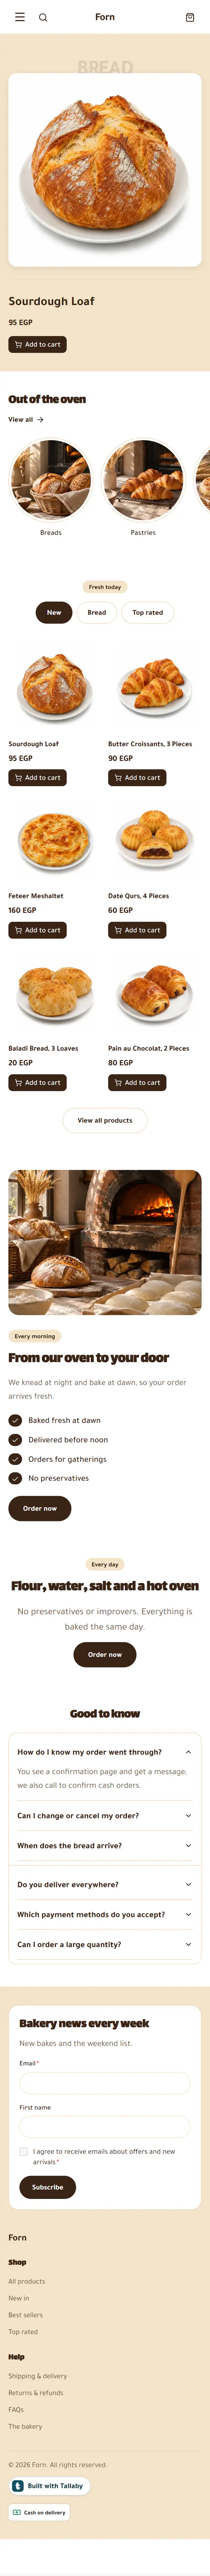 Forn
BREAD
Sourdough Loaf
95 EGP
Add to cart
Out of the oven
View all
Breads
Pastries
Fresh today
New
Bread
Top rated
Sourdough Loaf
95 EGP
Add to cart
Butter Croissants, 3 Pieces
90 EGP
Add to cart
Feteer Meshaltet
160 EGP
Add to cart
Date Qurs, 4 Pieces
60 EGP
Add to cart
Baladi Bread, 3 Loaves
20 EGP
Add to cart
Pain au Chocolat, 2 Pieces
80 EGP
Add to cart
View all products
Every morning
From our oven to your door
We knead at night and bake at dawn, so your order
arrives fresh.
Baked fresh at dawn
Delivered before noon
Orders for gatherings
No preservatives
Order now
Every day
Flour, water, salt and a hot oven
No preservatives or improvers. Everything is
baked the same day.
Order now
Good to know
How do I know my order went through?
You see a confirmation page and get a message;
we also call to confirm cash orders.
Can I change or cancel my order?
When does the bread arrive?
Do you deliver everywhere?
Which payment methods do you accept?
Can I order a large quantity?
Bakery news every week
New bakes and the weekend list.
Email*
First name
I agree to receive emails about offers and new
arrivals*
Subscribe
Forn
Shop
All products
New in
Best sellers
Top rated
Help
Shipping & delivery
Returns & refunds
FAQs
The bakery
© 2026 Forn. All rights reserved.
Built with Tallaby
Cash on delivery